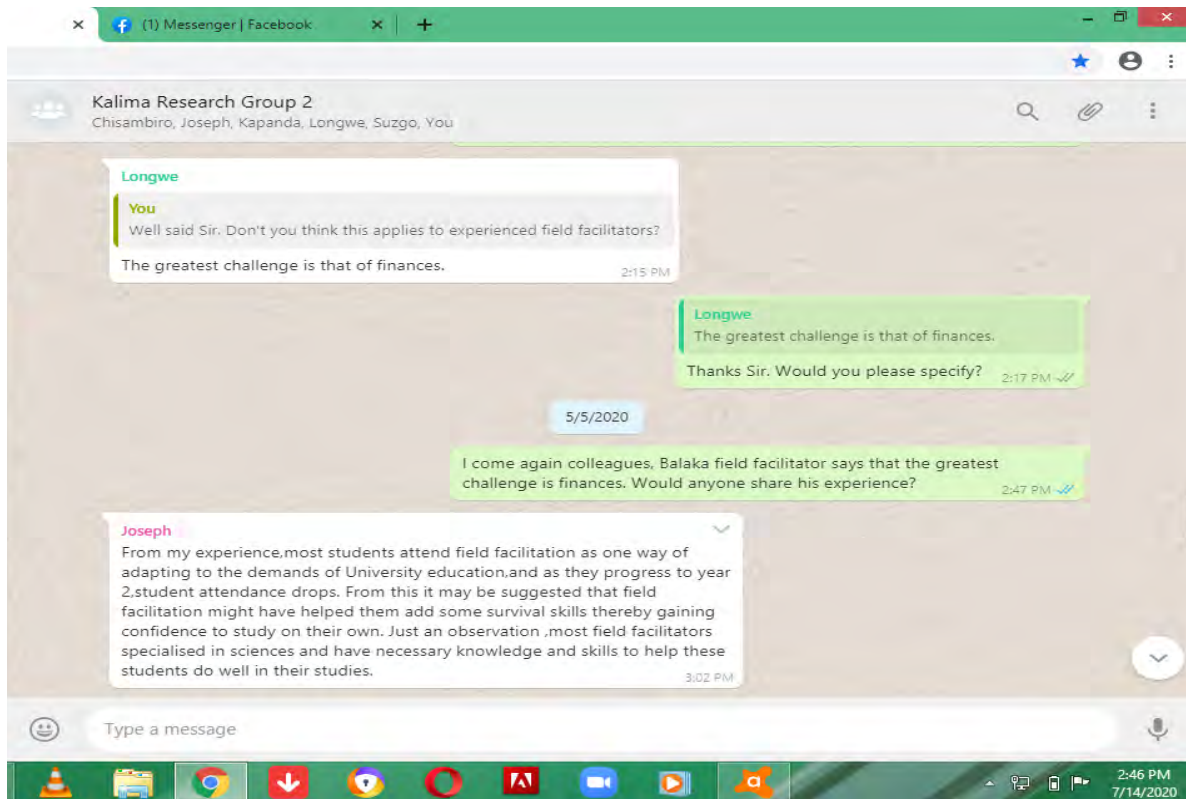 (1) Messenger | Facebook
Kalima Research Group 2
Chisambiro, Joseph, Kapanda, Longwe, Suzgo, You
Longwe
You
Well said Sir. Don't you think this applies to experienced field facilitators?
The greatest challenge is that of finances.
2:15 PM
Longwe
The greatest challenge is that of finances.
Thanks Sir. Would you please specify?
2:17 PM
5/5/2020
I come again colleagues, Balaka field facilitator says that the greatest
challenge is finances. Would anyone share his experience?
2:47 PM
Joseph
From my experience,most students attend field facilitation as one way of
adapting to the demands of University education,and as they progress to year
2,student attendance drops. From this it may be suggested that field
facilitation might have helped them add some survival skills thereby gaining
confidence to study on their own. Just an observation ,most field facilitators
specialised in sciences and have necessary knowledge and skills to help these
students do well in their studies.
3:02 PM
Type a message
2:46 PM
7/14/2020